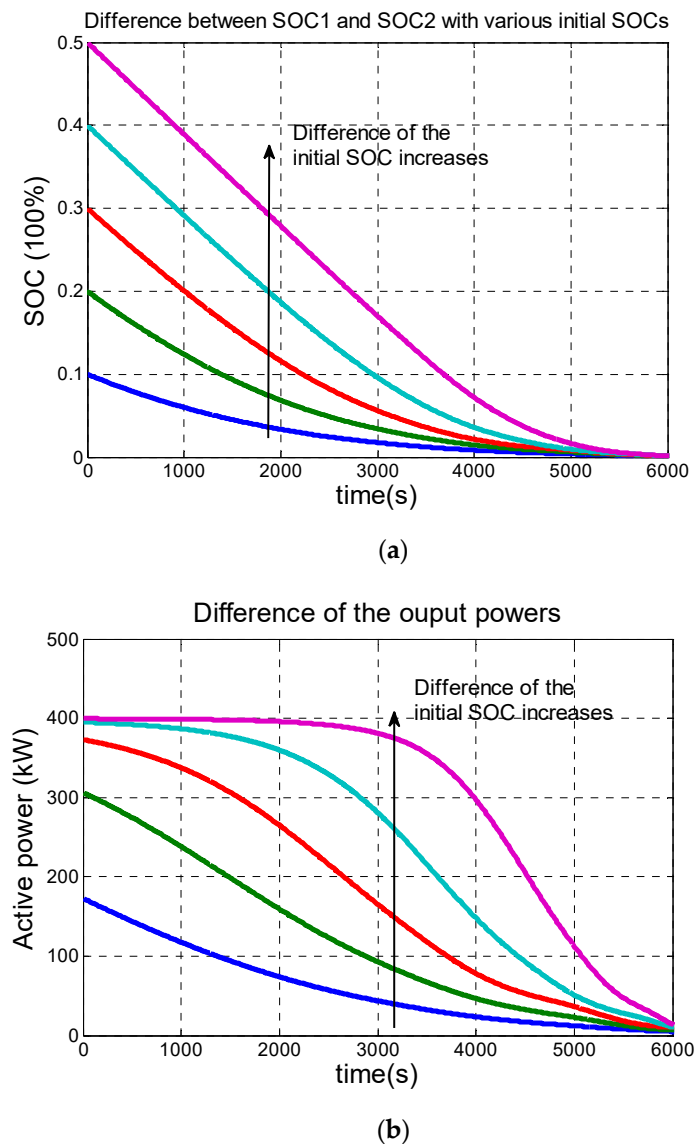 Difference between SOC1 and SOC2 with various initial SOCs
0.5
0.4
0.3
0.2
0.1
0
SOC (100%)
Difference of the
initial SOC increases
0 1000 2000 3000 4000 5000 6000
time(s)
(a)
Difference of the ouput powers
500
400
300
200
100
0
Active power (kW)
Difference of the
initial SOC increases
0 1000 2000 3000 4000 5000 6000
time(s)
(b)